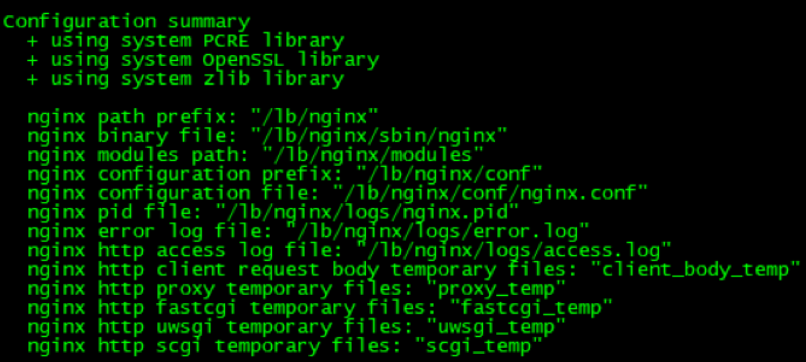 Configuration summary
+ using system PCRE library
+ using system OpenSSL library
+ using system zlib library
nginx path prefix: "/lb/nginx"
nginx binary file: "/lb/nginx/sbin/nginx"
nginx modules path: "/lb/nginx/modules"
nginx configuration prefix: "/lb/nginx/conf"
nginx configuration file: "/lb/nginx/conf/nginx.conf"
nginx pid file: "/lb/nginx/logs/nginx.pid"
nginx error log file: "/lb/nginx/logs/error.log"
nginx http access log file: "/lb/nginx/logs/access.log"
nginx http client request body temporary files: "client_body_temp"
nginx http proxy temporary files: "proxy_temp"
nginx http fastcgi temporary files: "fastcgi_temp"
nginx http uwsgi temporary files: "uwsgi_temp"
nginx http scgi temporary files: "scgi_temp"